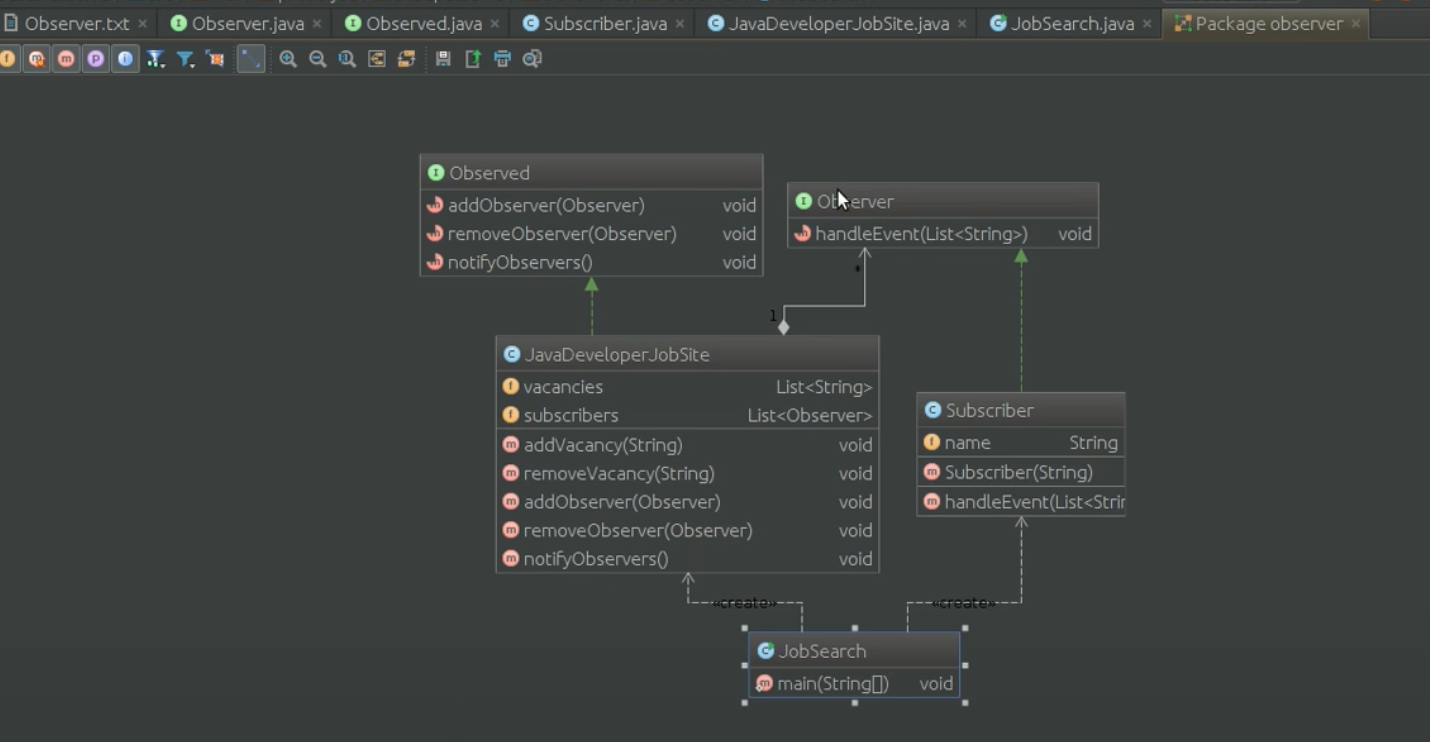 Observer.txt Observer.java Observed.java Subscriber.java JavaDeveloperJobSite.java JobSearch.java Package observer
Observed
addObserver(Observer) void
removeObserver(Observer) void
notifyObservers() void
Observer
handleEvent(List<String>) void
*
1
JavaDeveloperJobSite
vacancies List<String>
subscribers List<Observer>
addVacancy(String) void
removeVacancy(String) void
addObserver(Observer) void
removeObserver(Observer) void
notifyObservers() void
Subscriber
name String
Subscriber(String)
handleEvent(List<Strin
«create»
«create»
JobSearch
main(String[]) void